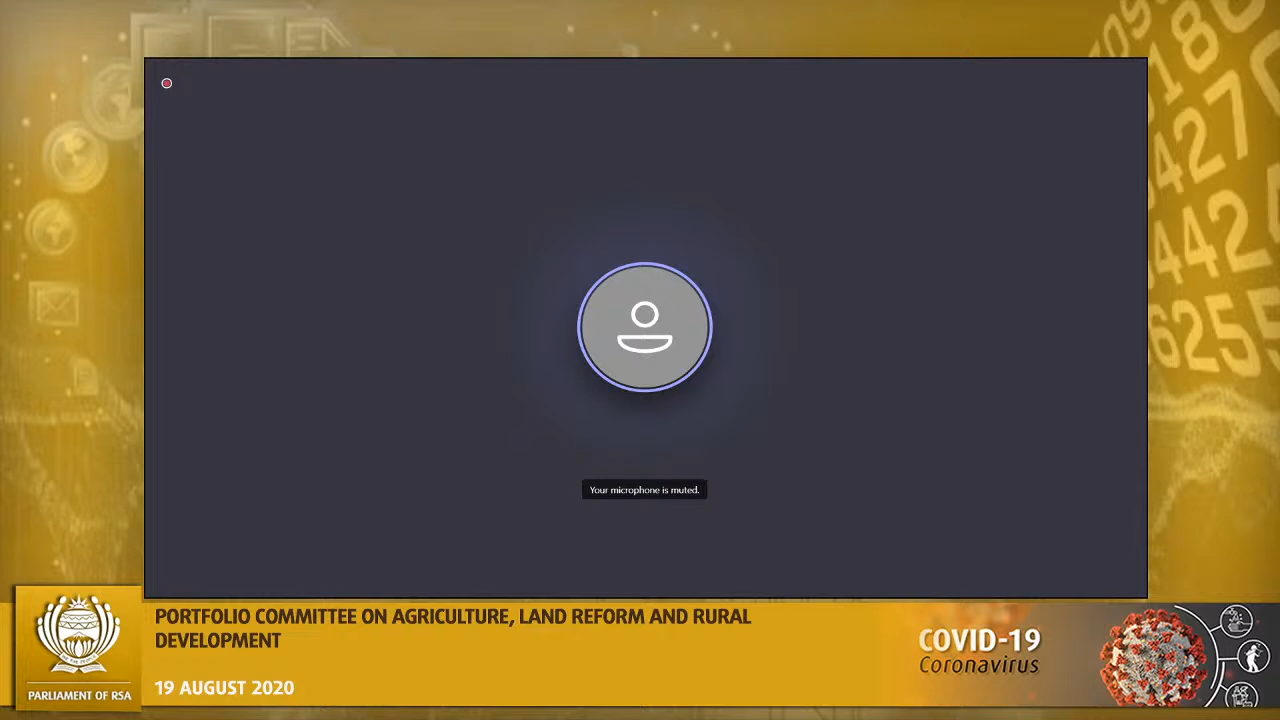 Your microphone is muted.
PORTFOLIO COMMITTEE ON AGRICULTURE, LAND REFORM AND RURAL
DEVELOPMENT
19 AUGUST 2020
PARLIAMENT OF RSA
COVID-19
Coronavirus
6255